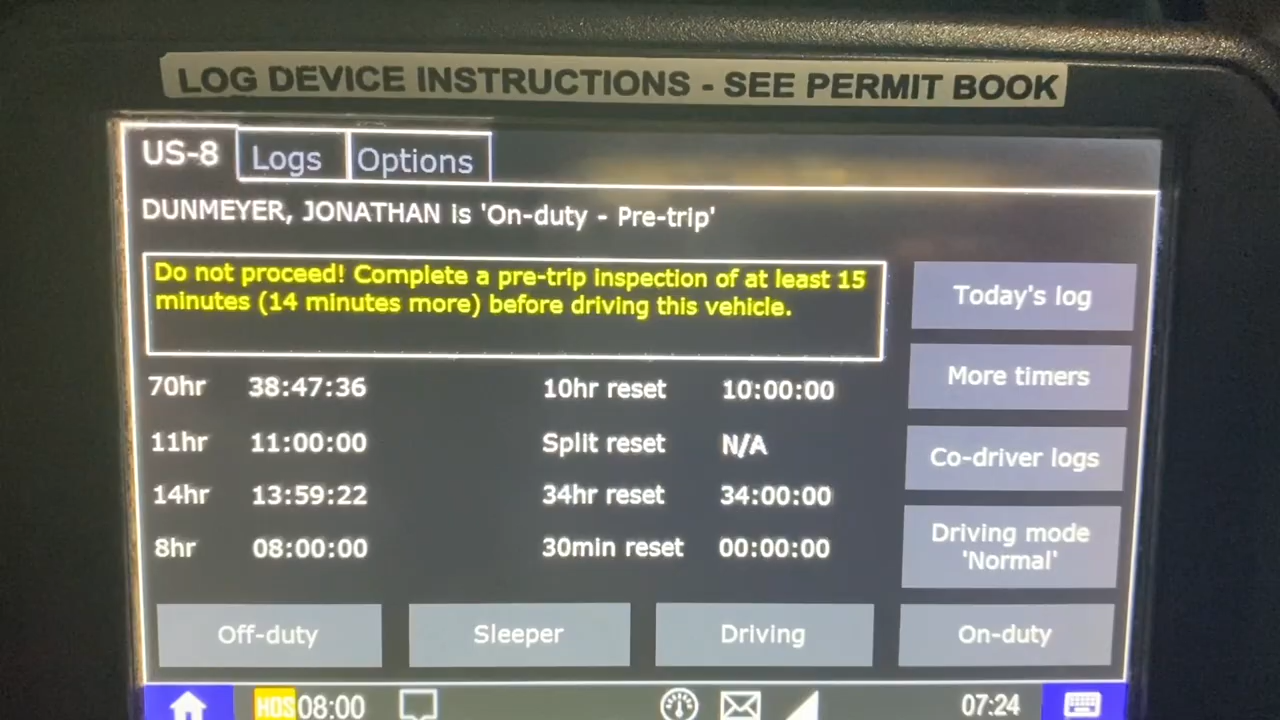 LOG DEVICE INSTRUCTIONS - SEE PERMIT BOOK
US-8 Logs Options
DUNMEYER, JONATHAN is 'On-duty - Pre-trip'
Do not proceed! Complete a pre-trip inspection of at least 15
minutes (14 minutes more) before driving this vehicle.
Today's log
More timers
Co-driver logs
Driving mode
'Normal'
70hr 38:47:36 10hr reset 10:00:00
11hr 11:00:00 Split reset N/A
14hr 13:59:22 34hr reset 34:00:00
8hr 08:00:00 30min reset 00:00:00
Off-duty Sleeper Driving On-duty
HOS 08:00 07:24